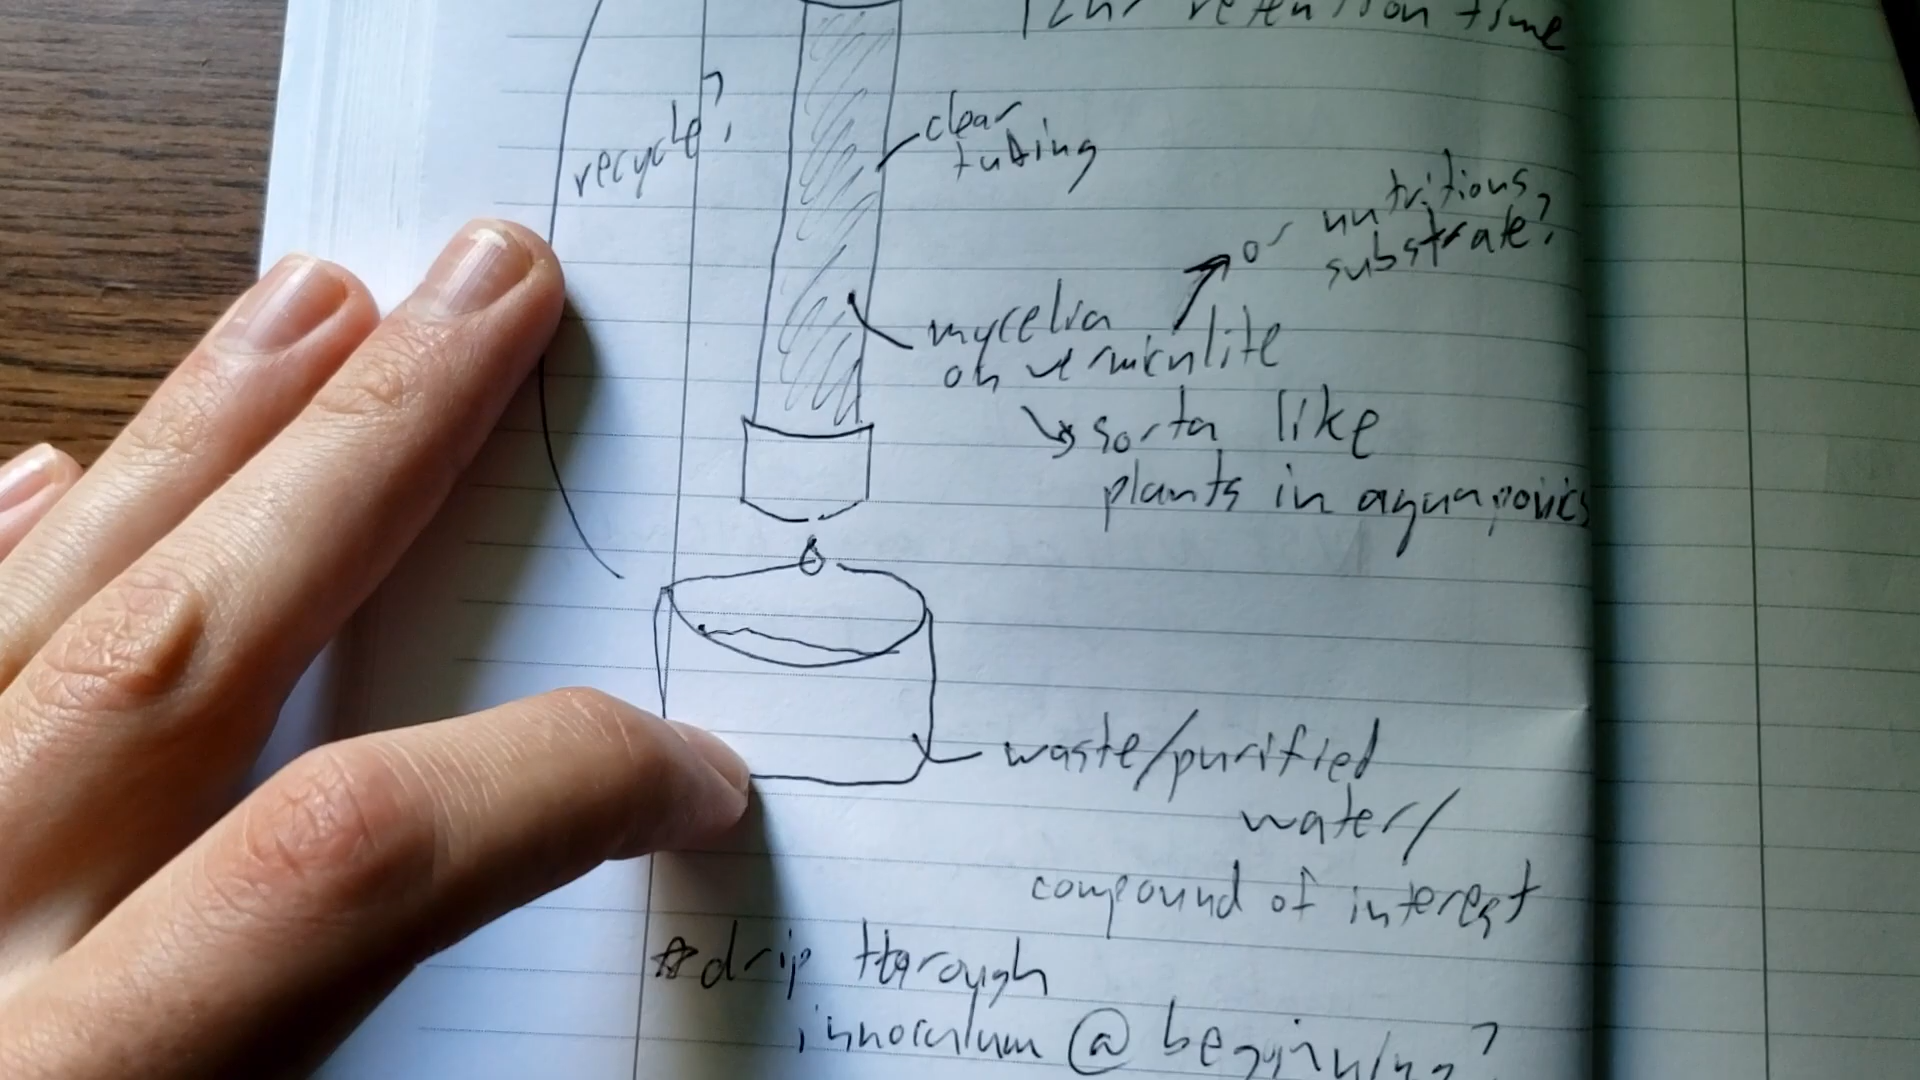 retention time
recycle?
clear
tubing
or nutritious
substrate?
mycelia
on vermiculite
sorta like
plants in aquaponics
waste/purified
water/
compound of interest
*drip through
innoculum @ beginning?